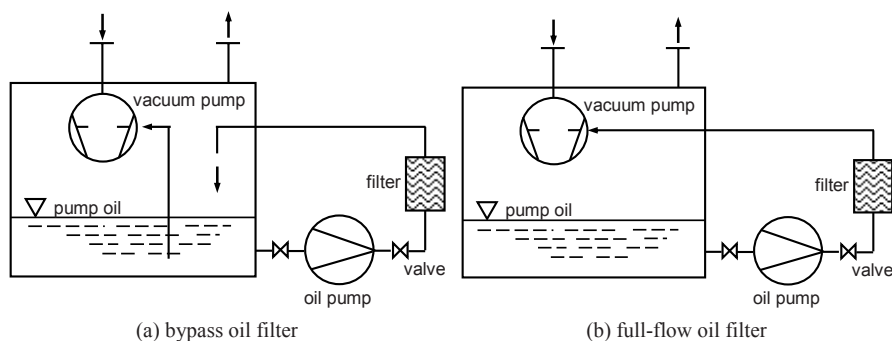 vacuum pump
filter
pump oil
valve
oil pump
(a) bypass oil filter
vacuum pump
filter
pump oil
valve
oil pump
(b) full-flow oil filter